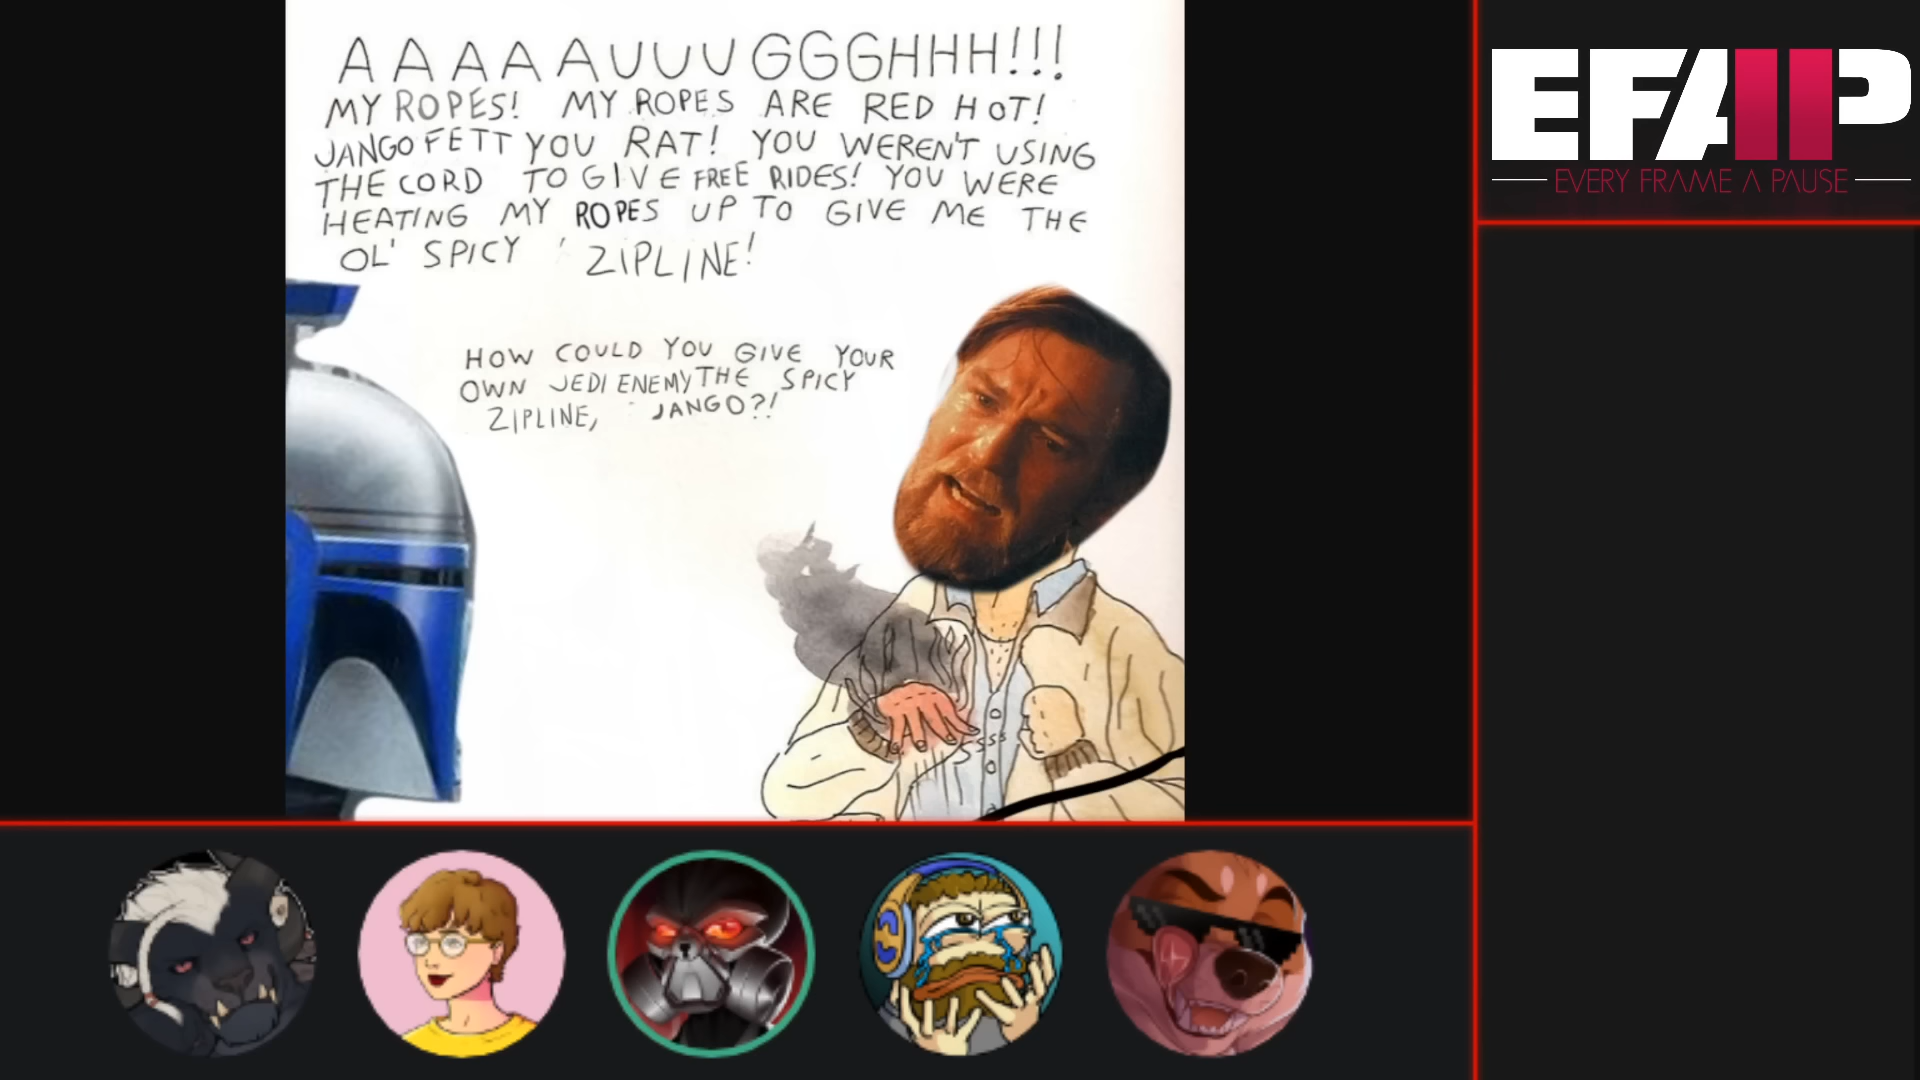 AAAAAUUUGGGHHH!!!
MY ROPES! MY ROPES ARE RED HOT!
JANGO FETT YOU RAT! YOU WEREN'T USING
THE CORD TO GIVE FREE RIDES! YOU WERE
HEATING MY ROPES UP TO GIVE ME THE
OL' SPICY ' ZIPLINE!
HOW COULD YOU GIVE YOUR
OWN JEDI ENEMY THE SPICY
ZIPLINE, JANGO?!
SSSS
EFAP
EVERY FRAME A PAUSE